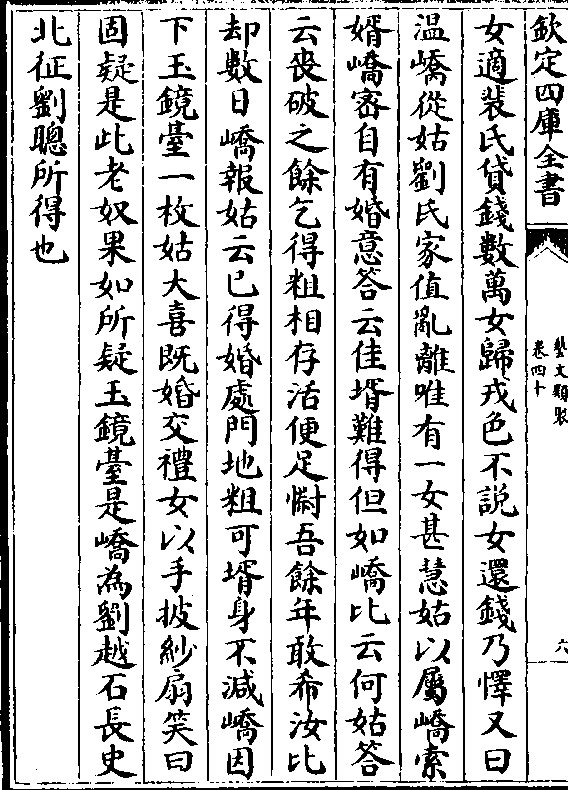 欽定四庫全書
藝文類聚
卷四十
六
女適裴氏貸錢數萬女歸戎色不説女還錢乃懌又曰
温嶠從姑劉氏家值亂離唯有一女甚慧姑以屬嶠索
婿嶠宻自有婚意答云佳壻難得但如嶠比云何姑答
云喪破之餘乞得粗相存活便足慰吾餘年敢希汝比
却數日嶠報姑云已得婚處門地粗可壻身不減嶠因
下玉鏡臺一枚姑大喜既婚交禮女以手披紗扇笑曰
固疑是此老奴果如所疑玉鏡臺是嶠為劉越石長史
北征劉聰所得也